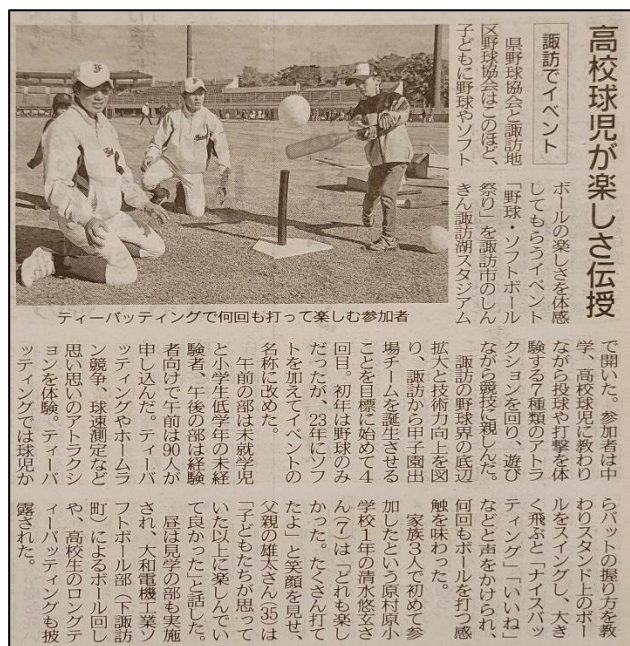 高校球児が楽しさ伝授
諏訪でイベント
県野球協会と諏訪地
区野球協会はこのほど、
子どもに野球やソフト
ボールの楽しさを体感
してもらうイベント
「野球・ソフトボール
祭り」を諏訪市のしん
きん諏訪湖スタジアム
ティーバッティングで何回も打って楽しむ参加者
で開いた。参加者は中
学、高校球児に教わり
ながら投球や打撃を体
験する7種類のアトラ
クションを回り、遊び
ながら競技に親しんだ。
諏訪の野球界の底辺
拡大と技術力向上を図
り、諏訪から甲子園出
場チームを誕生させる
ことを目標に始めて4
回目。初年は野球のみ
だったが、23年にソフ
トを加えてイベントの
名称に改めた。
午前の部は未就学児
と小学生低学年の未経
験者、午後の部は経験
者向けで午前は90人が
申し込んだ。ティーバ
ッティングやホームラ
ン競争、球速測定など
思い思いのアトラクシ
ョンを体験。ティーバ
ッティングでは球児か
らバットの握り方を教
わりスタンド上のボー
ルをスイングし、大き
く飛ぶと「ナイスバッ
ティング」「いいね」
などと声をかけられ、
何回もボールを打つ感
触を味わった。
家族3人で初めて参
加したという原村原小
学校1年の清水悠玄さ
ん(7)は「どれも楽し
かった。たくさん打て
たよ」と笑顔を見せ、
父親の雄太さん(35)は
「子どもたちが思って
いた以上に楽しんでい
て良かった」と話した。
昼は見学の部も実施
され、大和電機工業ソ
フトボール部(下諏訪
町)によるボール回し
や、高校生のロングテ
ィーバッティングも披
露された。